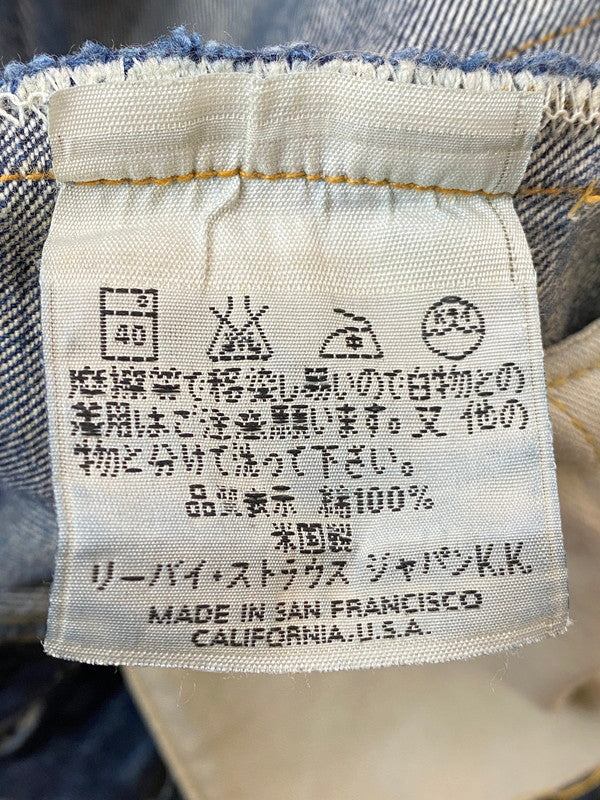 40
摩擦等で移染し易いので白物との
着用はご注意願います。又 他の
物と分けて洗って下さい。
品質表示 綿100%
米国製
リーバイ・ストラウス ジャパンK.K.
MADE IN SAN FRANCISCO
CALIFORNIA.U.S.A.